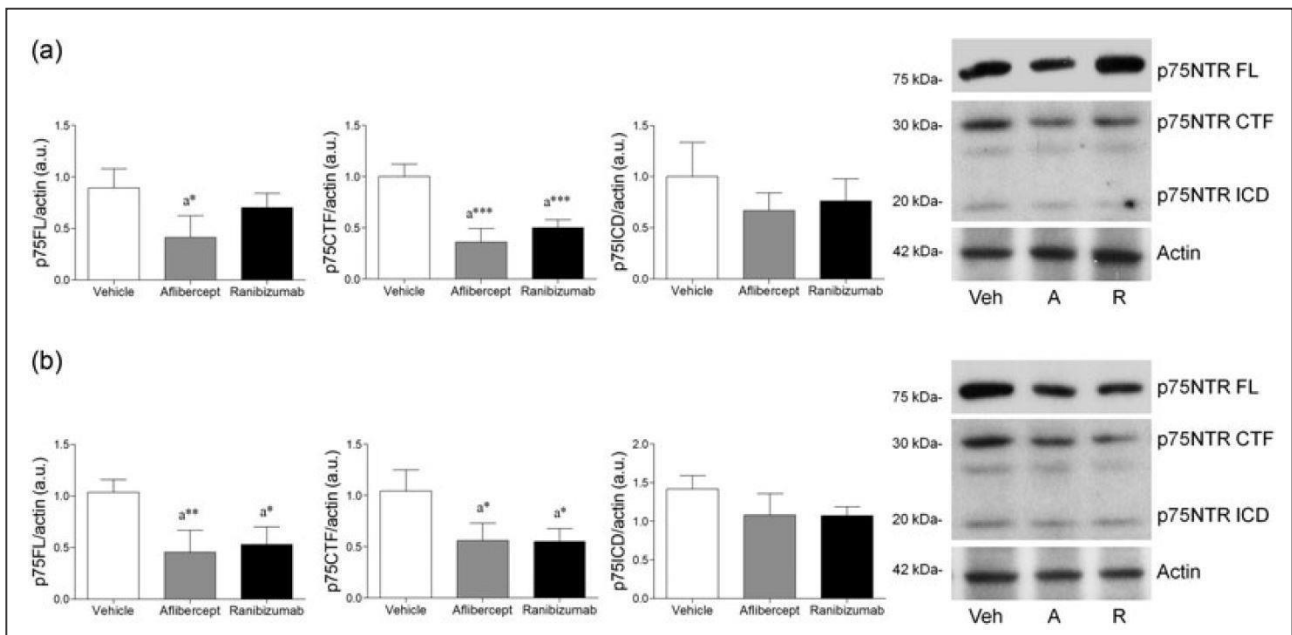 (a)
p75FL/actin (a.u.)
1.5
1.0
0.5
0.0
a*
Vehicle Aflibercept Ranibizumab
p75CTF/actin (a.u.)
1.5
1.0
0.5
0.0
a*** a***
Vehicle Aflibercept Ranibizumab
p75ICD/actin (a.u.)
1.5
1.0
0.5
0.0
Vehicle Aflibercept Ranibizumab
75 kDa- p75NTR FL
30 kDa- p75NTR CTF
20 kDa- p75NTR ICD
42 kDa- Actin
Veh A R
(b)
p75FL/actin (a.u.)
1.5
1.0
0.5
0.0
a** a*
Vehicle Aflibercept Ranibizumab
p75CTF/actin (a.u.)
1.5
1.0
0.5
0.0
a* a*
Vehicle Aflibercept Ranibizumab
p75ICD/actin (a.u.)
2.0
1.5
1.0
0.5
0.0
Vehicle Aflibercept Ranibizumab
75 kDa- p75NTR FL
30 kDa- p75NTR CTF
20 kDa- p75NTR ICD
42 kDa- Actin
Veh A R